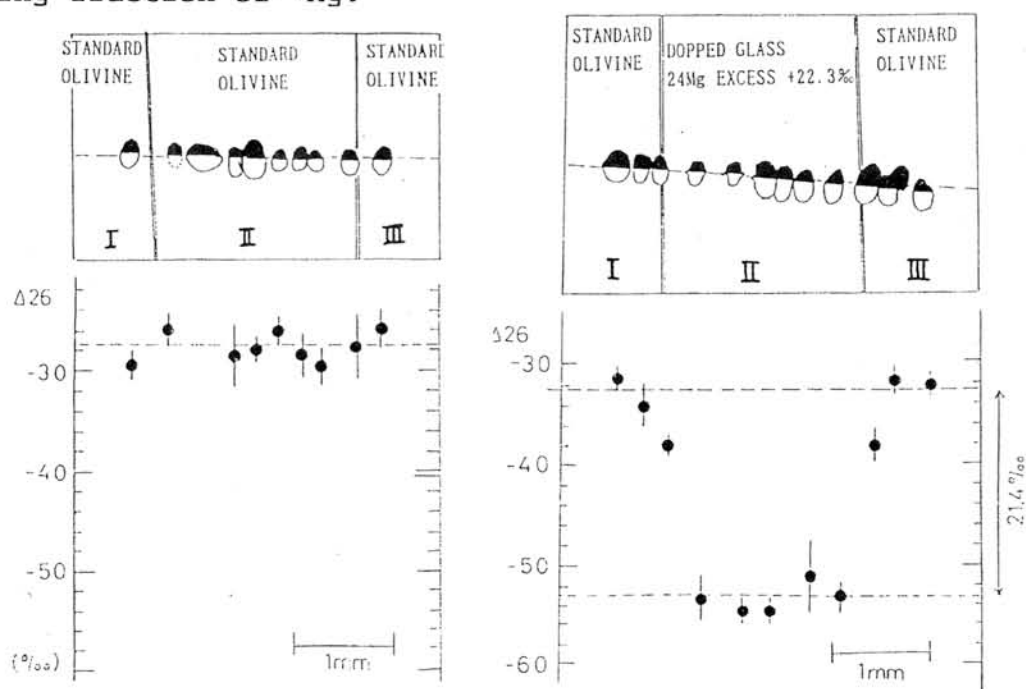 STANDARD
OLIVINE
STANDARD
OLIVINE
STANDARD
OLIVINE
I
II
III
Δ26
-30
-40
-50
(‰)
1mm
STANDARD
OLIVINE
DOPPED GLASS
24Mg EXCESS +22.3‰
STANDARD
OLIVINE
I
II
III
Δ26
-30
-40
-50
-60
1mm
21.4‰